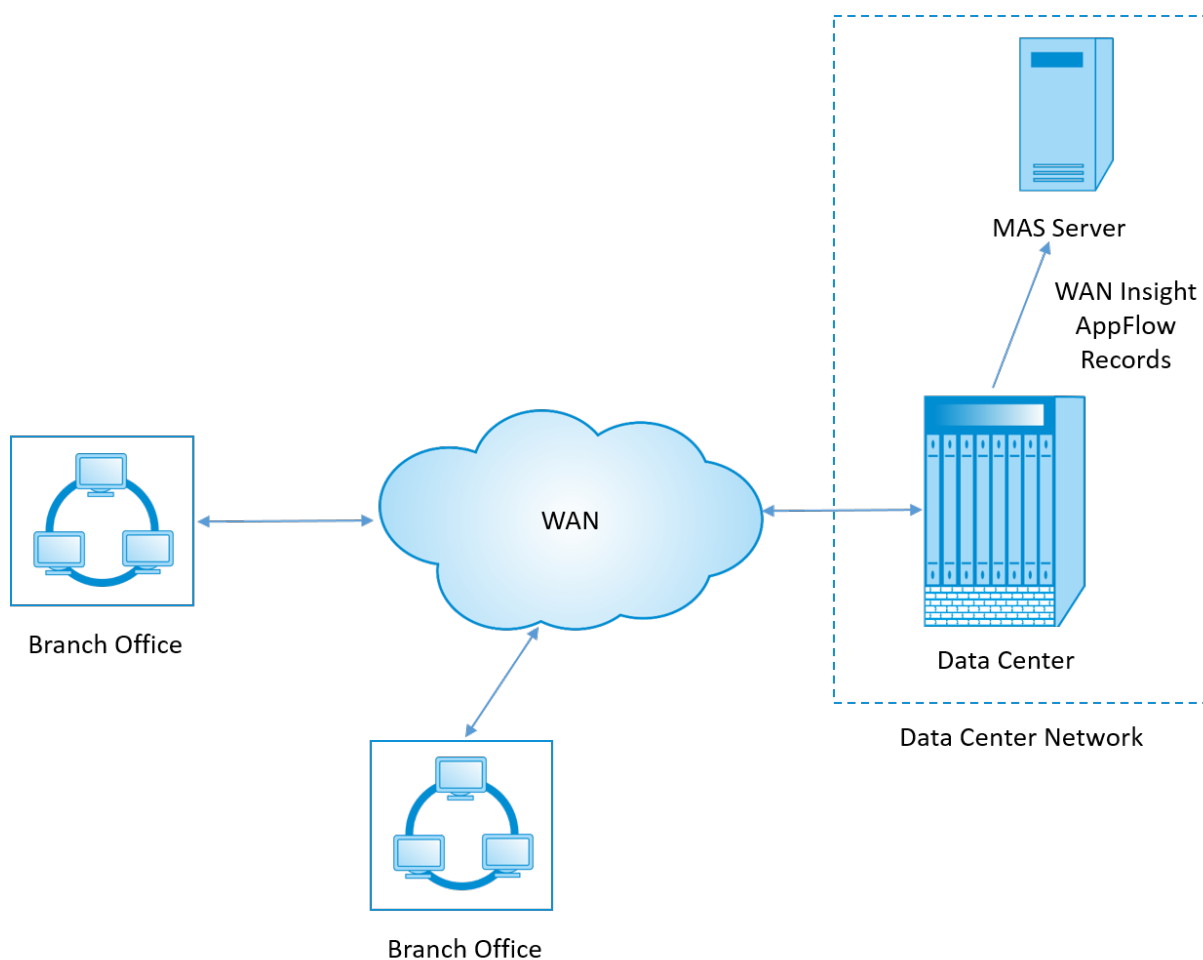 MAS Server
WAN Insight
AppFlow
Records
WAN
Branch Office
Data Center
Data Center Network
Branch Office